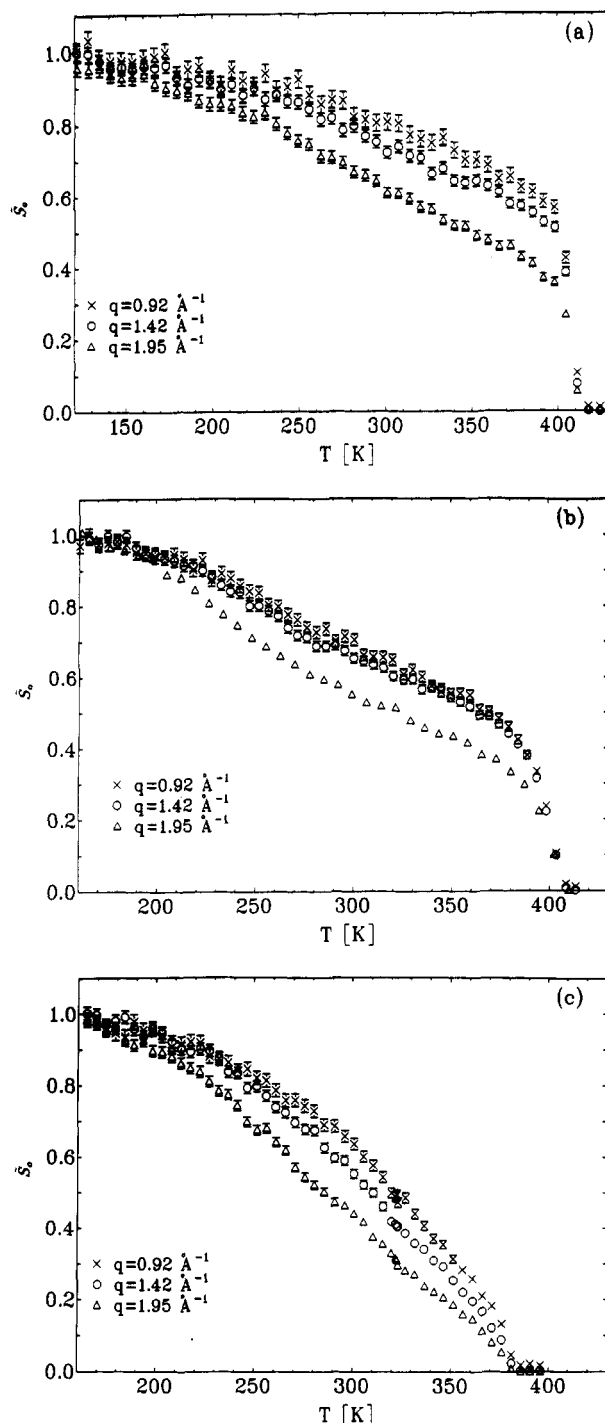 (a)
1.0
0.8
0.6
0.4
0.2
0.0
S̃ₒ
× q=0.92 Å⁻¹
○ q=1.42 Å⁻¹
△ q=1.95 Å⁻¹
150 200 250 300 350 400
T [K]
(b)
1.0
0.8
0.6
0.4
0.2
0.0
S̃ₒ
× q=0.92 Å⁻¹
○ q=1.42 Å⁻¹
△ q=1.95 Å⁻¹
200 250 300 350 400
T [K]
(c)
1.0
0.8
0.6
0.4
0.2
0.0
S̃ₒ
× q=0.92 Å⁻¹
○ q=1.42 Å⁻¹
△ q=1.95 Å⁻¹
200 250 300 350 400
T [K]